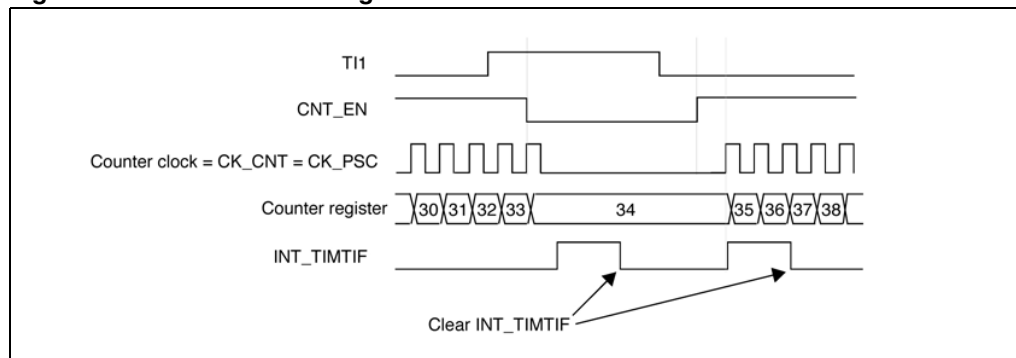 TI1
CNT_EN
Counter clock = CK_CNT = CK_PSC
Counter register 30 31 32 33 34 35 36 37 38
INT_TIMTIF
Clear INT_TIMTIF